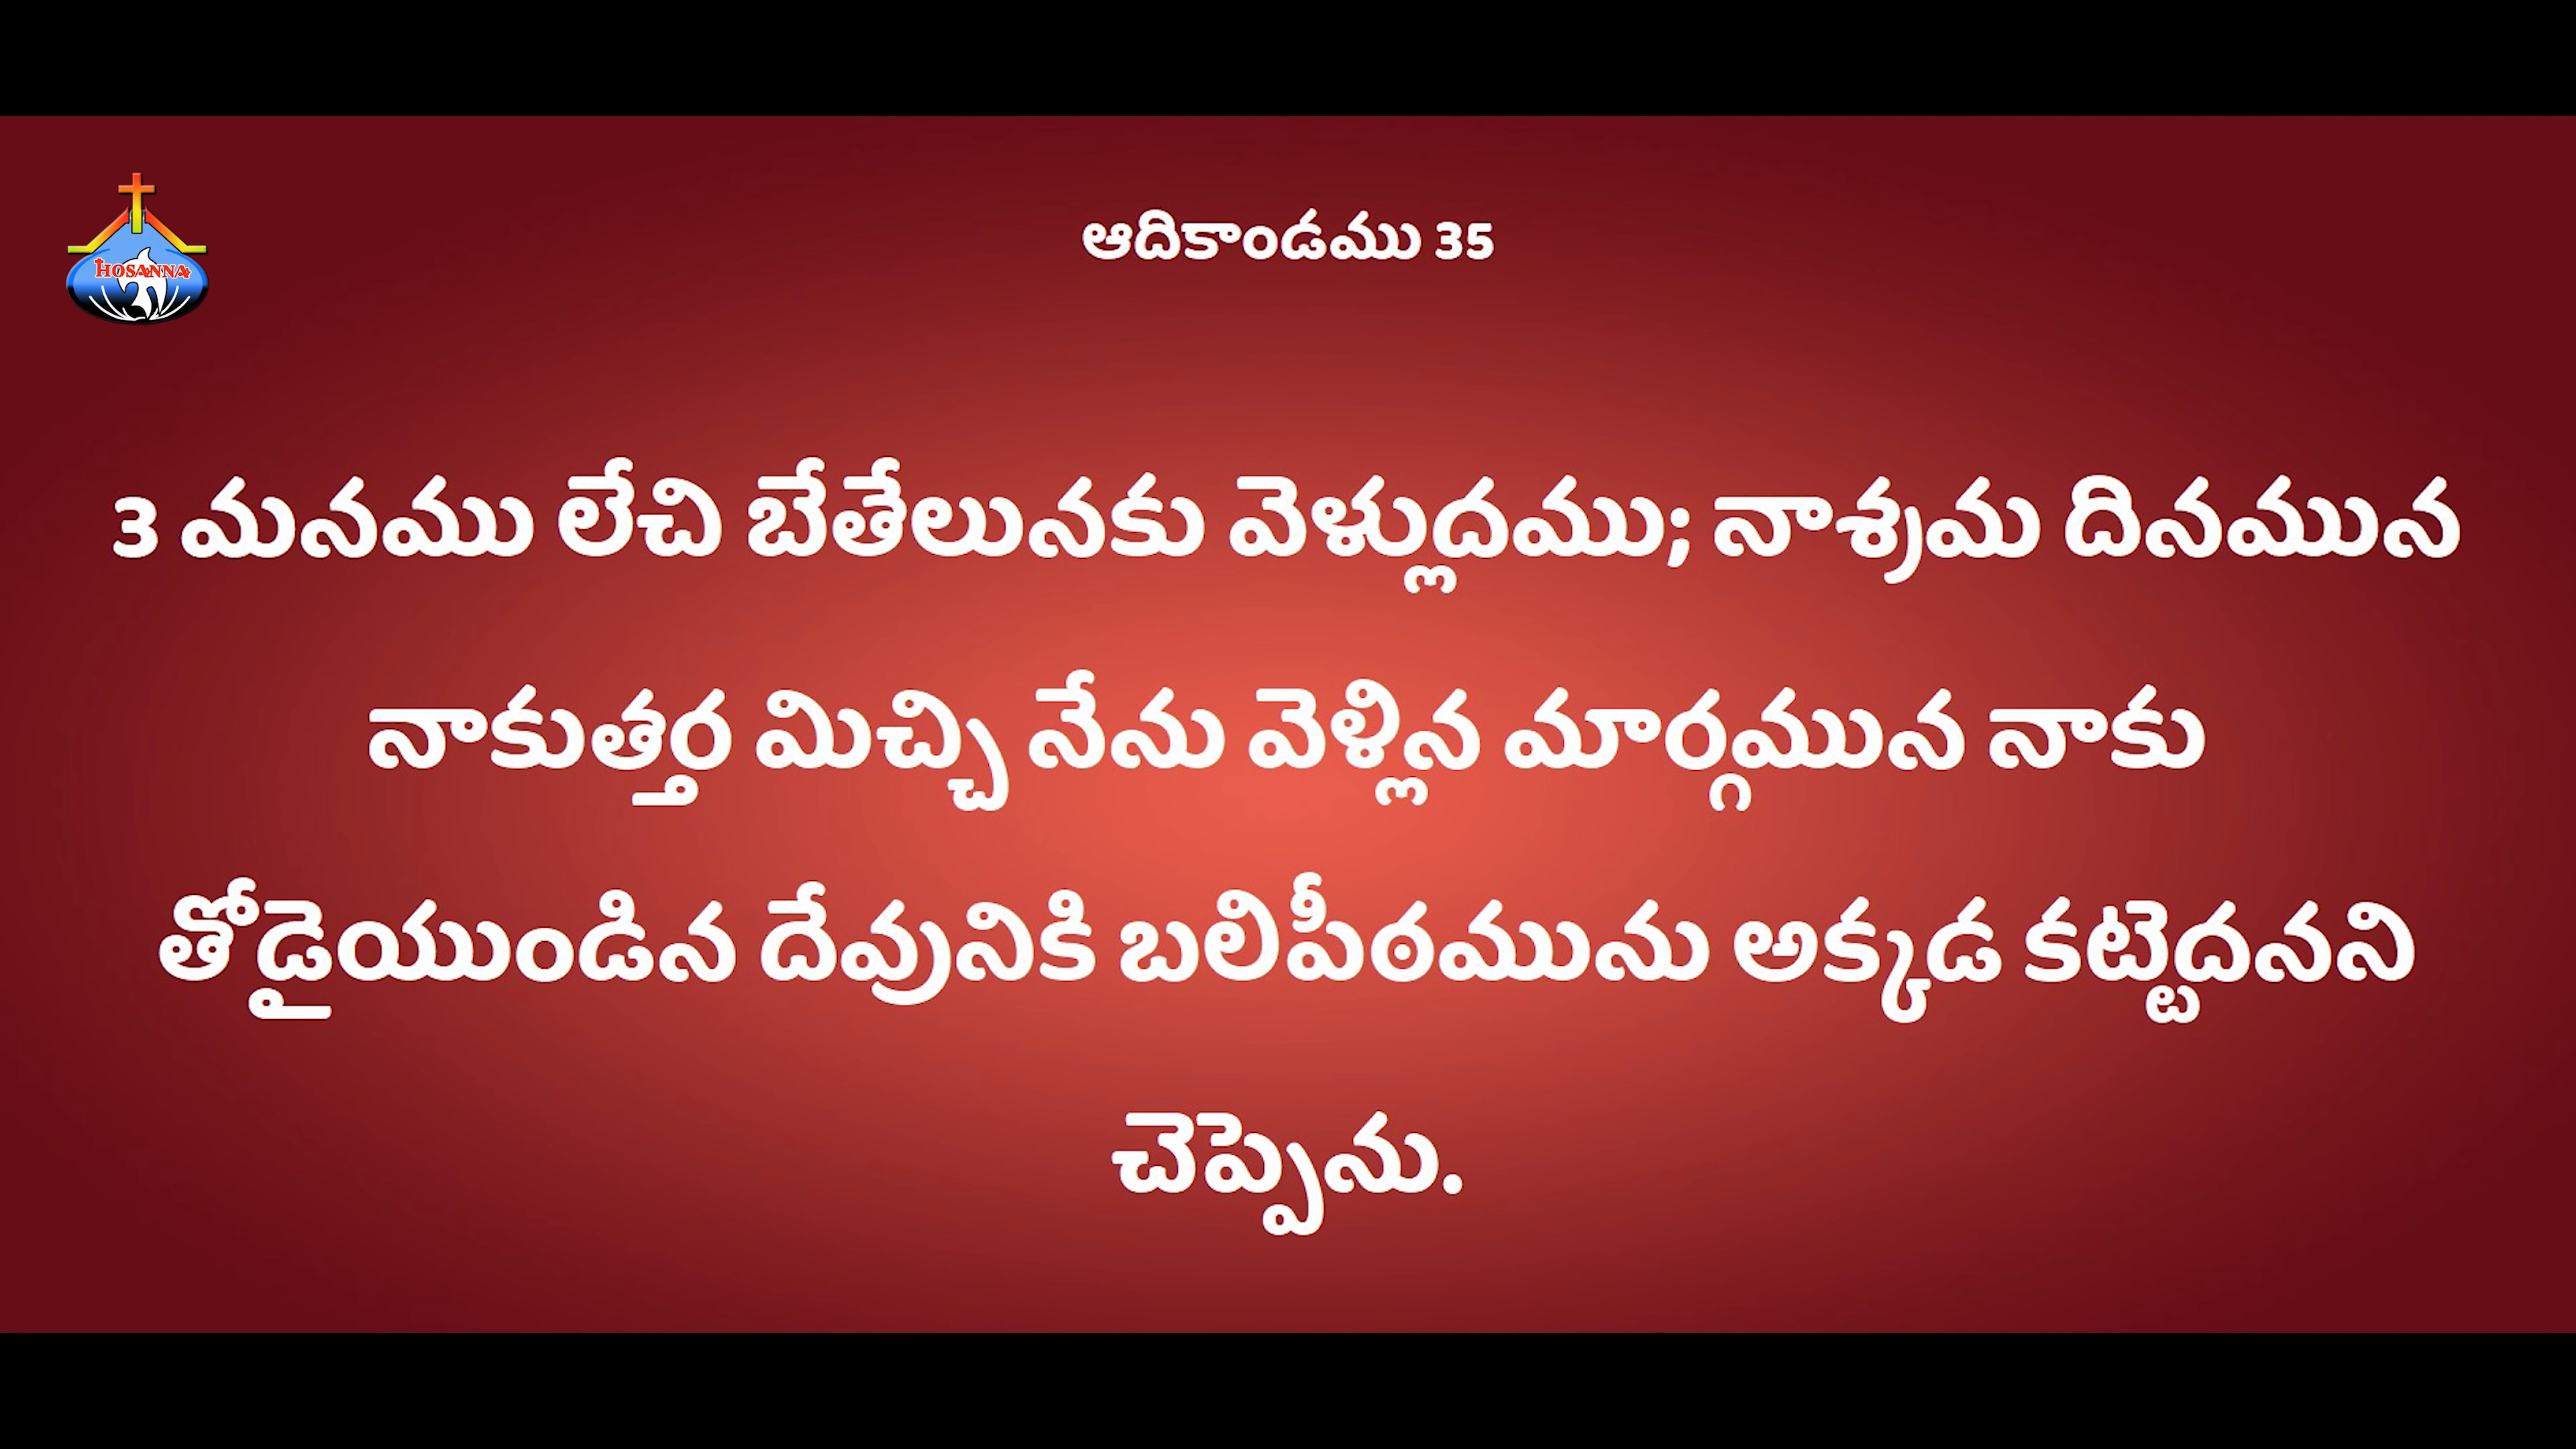 HOSANNA
ఆదికాండము 35
3 మనము లేచి బేతేలునకు వెళ్లుదము; నాశ్రమ దినమున
నాకుత్తర మిచ్చి నేను వెళ్లిన మార్గమున నాకు
తోడైయుండిన దేవునికి బలిపీఠమును అక్కడ కట్టెదనని
చెప్పెను.